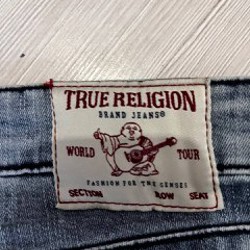 TRUE RELIGION
BRAND JEANS®
WORLD TOUR
FASHION FOR THE SENSES
SECTION ROW SEAT